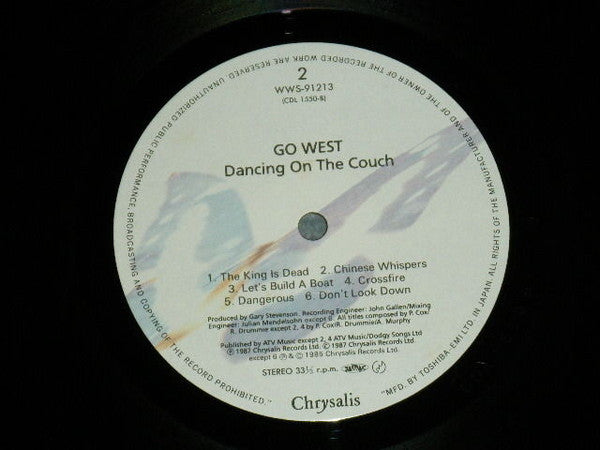 2
WWS-91213
(CDL 1550-B)
GO WEST
Dancing On The Couch
1. The King Is Dead 2. Chinese Whispers
3. Let's Build A Boat 4. Crossfire
5. Dangerous 6. Don't Look Down
Produced by Gary Stevenson. Recording Engineer: John Gallen/Mixing
Engineer: Julian Mendelsohn except 6. All titles composed by P. Cox/
R. Drummie except 2, 4 by P. Cox/R. Drummie/A. Murphy
Published by ATV Music except 2, 4 ATV Music/Dodgy Songs Ltd
Ⓟ 1987 Chrysalis Records Ltd. © 1987 Chrysalis Records Ltd.
except 6 Ⓟ & © 1985 Chrysalis Records Ltd.
STEREO 33⅓ r.p.m.
Chrysalis
"MFD. BY TOSHIBA-EMI LTD. IN JAPAN. ALL RIGHTS OF THE MANUFACTURER AND OF THE OWNER OF THE RECORDED WORK ARE RESERVED. UNAUTHORIZED PUBLIC PERFORMANCE, BROADCASTING AND COPYING OF THE RECORD PROHIBITED."